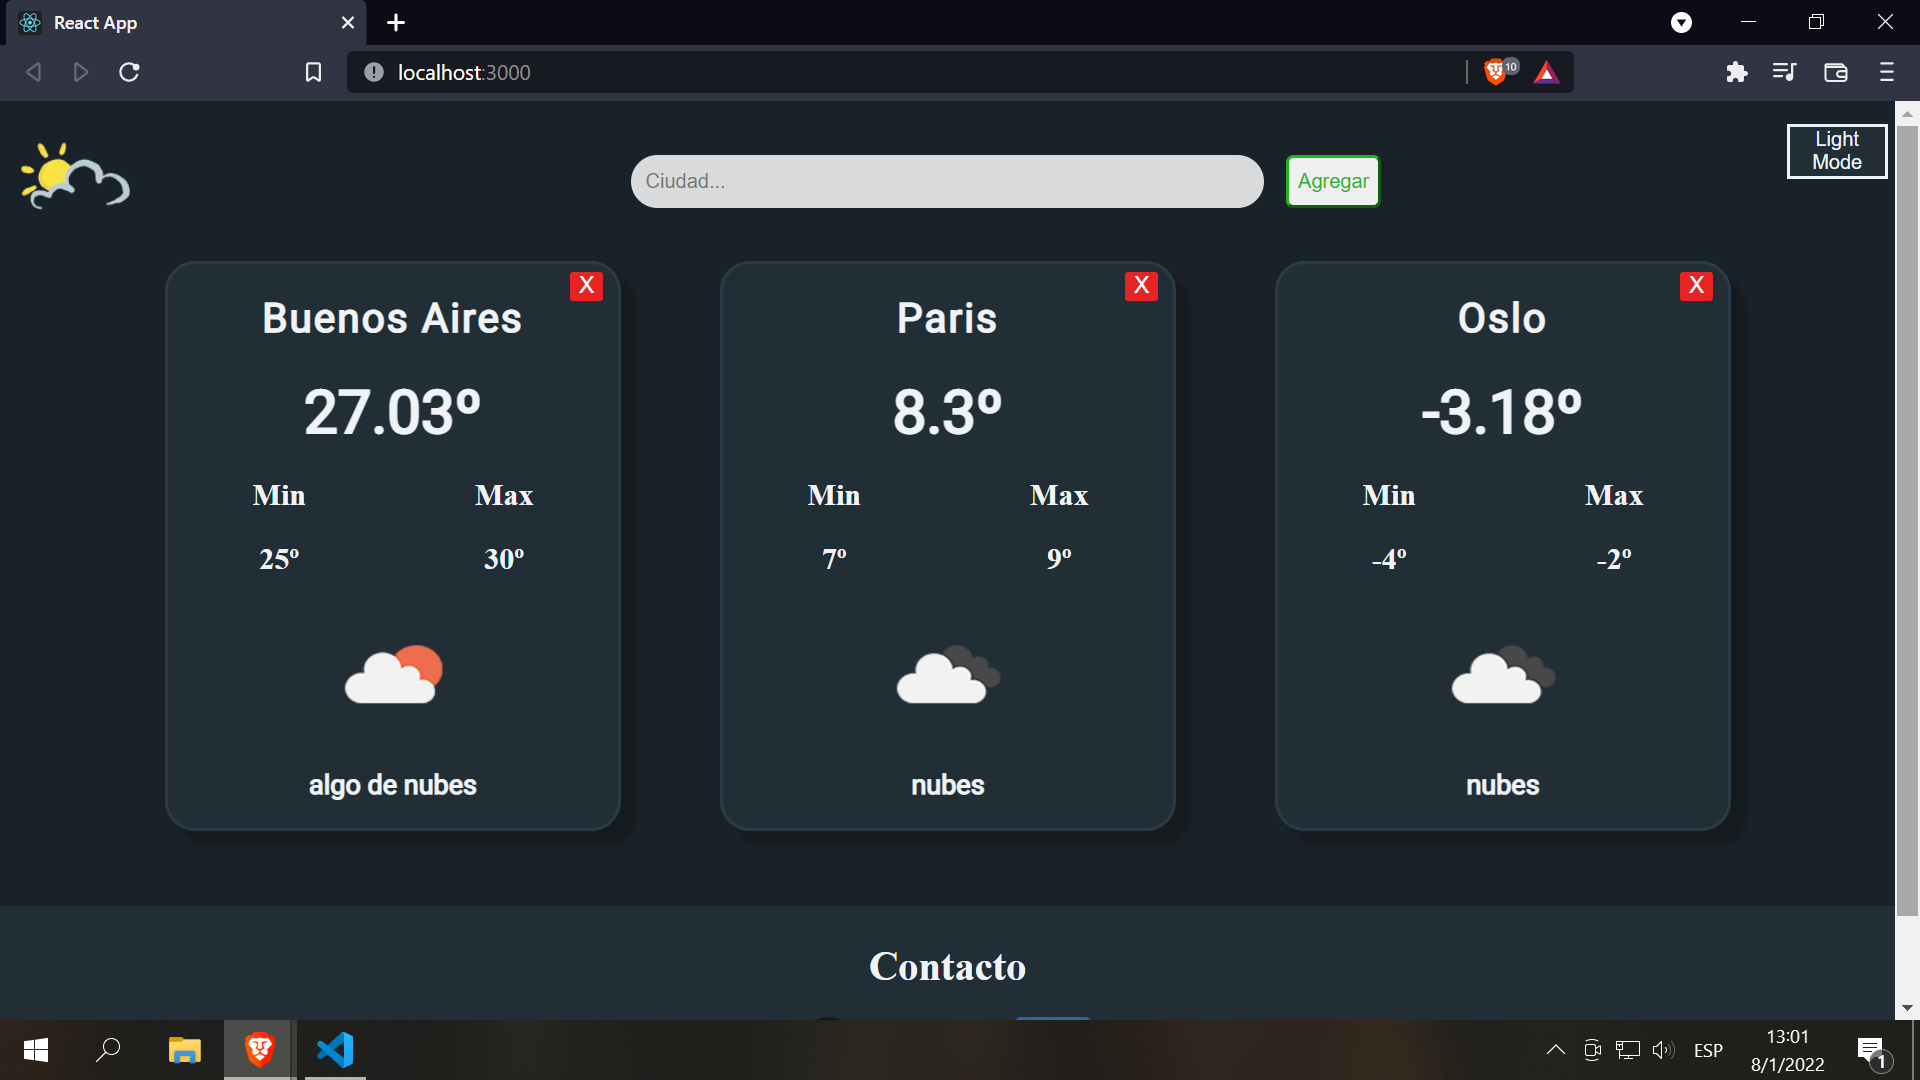 React App
localhost:3000
10
Light
Mode
Ciudad...
Agregar
X
Buenos Aires
27.03º
Min Max
25º 30º
algo de nubes
X
Paris
8.3º
Min Max
7º 9º
nubes
X
Oslo
-3.18º
Min Max
-4º -2º
nubes
Contacto
ESP
13:01
8/1/2022
1